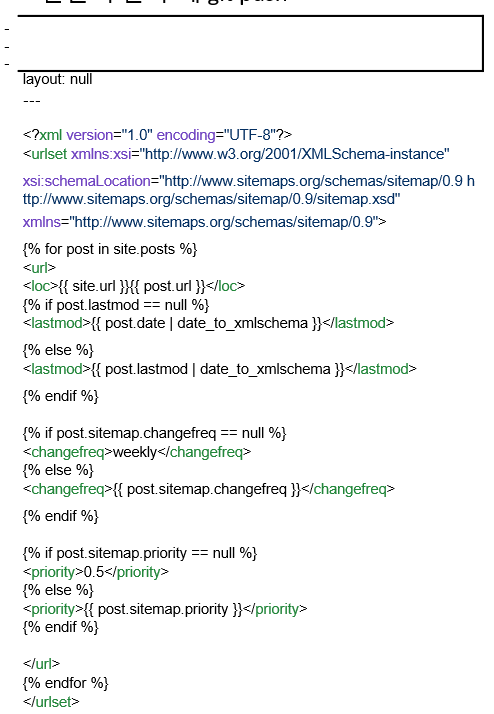 git push
-
-
-
layout: null
---
<?xml version="1.0" encoding="UTF-8"?>
<urlset xmlns:xsi="http://www.w3.org/2001/XMLSchema-instance"
xsi:schemaLocation="http://www.sitemaps.org/schemas/sitemap/0.9 h
ttp://www.sitemaps.org/schemas/sitemap/0.9/sitemap.xsd"
xmlns="http://www.sitemaps.org/schemas/sitemap/0.9">
{% for post in site.posts %}
<url>
<loc>{{ site.url }}{{ post.url }}</loc>
{% if post.lastmod == null %}
<lastmod>{{ post.date | date_to_xmlschema }}</lastmod>
{% else %}
<lastmod>{{ post.lastmod | date_to_xmlschema }}</lastmod>
{% endif %}
{% if post.sitemap.changefreq == null %}
<changefreq>weekly</changefreq>
{% else %}
<changefreq>{{ post.sitemap.changefreq }}</changefreq>
{% endif %}
{% if post.sitemap.priority == null %}
<priority>0.5</priority>
{% else %}
<priority>{{ post.sitemap.priority }}</priority>
{% endif %}
</url>
{% endfor %}
</urlset>